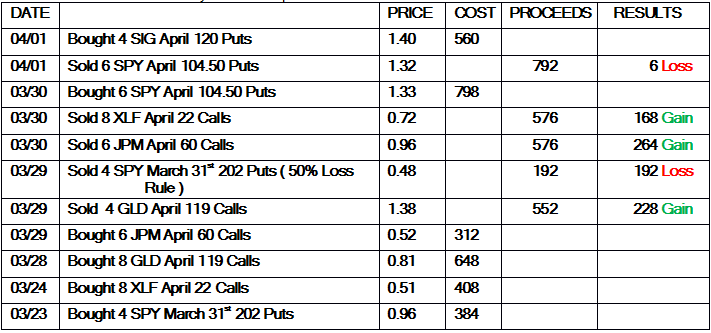 DATE PRICE COST PROCEEDS RESULTS
04/01 Bought 4 SIG April 120 Puts 1.40 560
04/01 Sold 6 SPY April 104.50 Puts 1.32 792 6 Loss
03/30 Bought 6 SPY April 104.50 Puts 1.33 798
03/30 Sold 8 XLF April 22 Calls 0.72 576 168 Gain
03/30 Sold 6 JPM April 60 Calls 0.96 576 264 Gain
03/29 Sold 4 SPY March 31st 202 Puts ( 50% Loss 0.48 192 192 Loss
Rule )
03/29 Sold 4 GLD April 119 Calls 1.38 552 228 Gain
03/29 Bought 6 JPM April 60 Calls 0.52 312
03/28 Bought 8 GLD April 119 Calls 0.81 648
03/24 Bought 8 XLF April 22 Calls 0.51 408
03/23 Bought 4 SPY March 31st 202 Puts 0.96 384